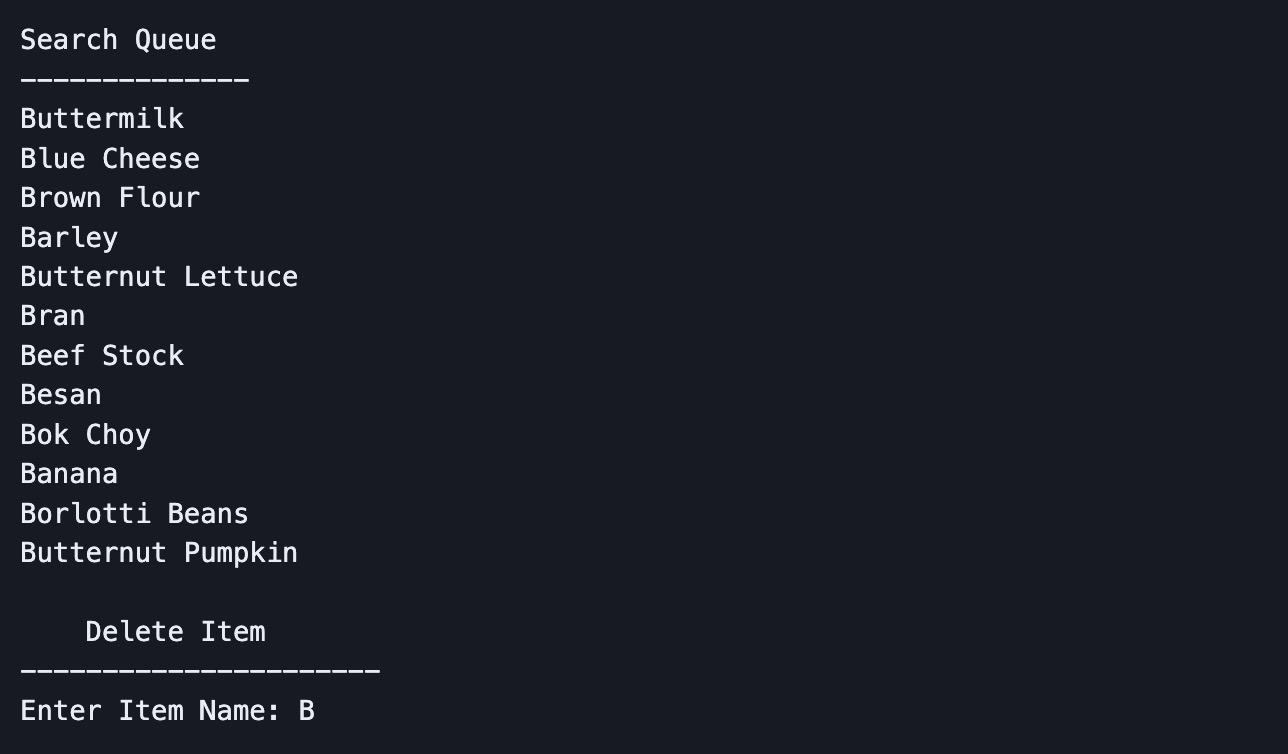 Search Queue
--------------
Buttermilk
Blue Cheese
Brown Flour
Barley
Butternut Lettuce
Bran
Beef Stock
Besan
Bok Choy
Banana
Borlotti Beans
Butternut Pumpkin
    Delete Item
----------------------
Enter Item Name: B